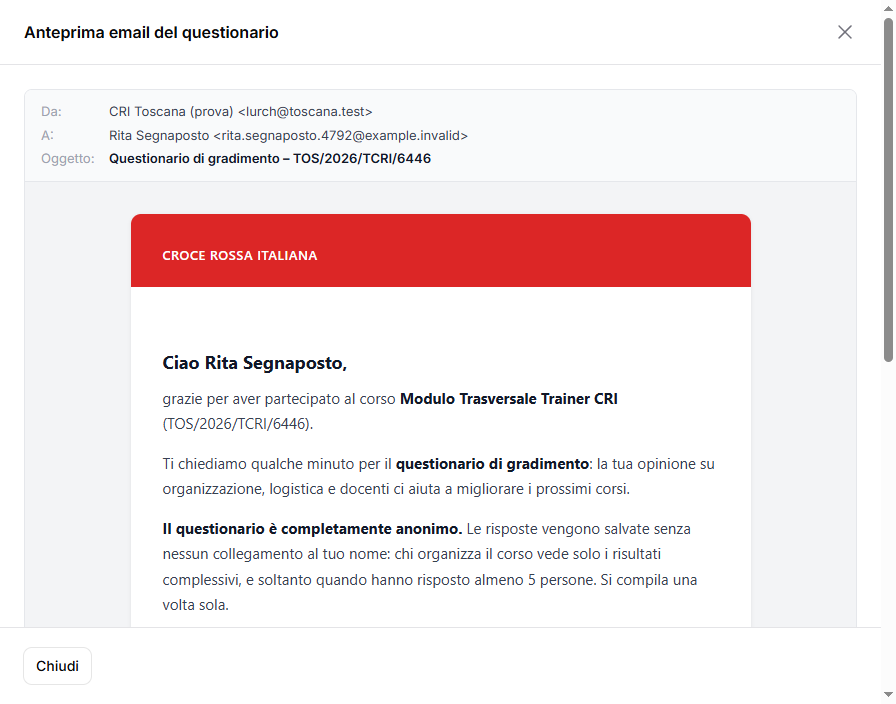 Anteprima email del questionario
Da: CRI Toscana (prova) <lurch@toscana.test>
A: Rita Segnaposto <rita.segnaposto.4792@example.invalid>
Oggetto: Questionario di gradimento – TOS/2026/TCRI/6446
CROCE ROSSA ITALIANA
Ciao Rita Segnaposto,
grazie per aver partecipato al corso Modulo Trasversale Trainer CRI
(TOS/2026/TCRI/6446).
Ti chiediamo qualche minuto per il questionario di gradimento: la tua opinione su
organizzazione, logistica e docenti ci aiuta a migliorare i prossimi corsi.
Il questionario è completamente anonimo. Le risposte vengono salvate senza
nessun collegamento al tuo nome: chi organizza il corso vede solo i risultati
complessivi, e soltanto quando hanno risposto almeno 5 persone. Si compila una
volta sola.
Chiudi